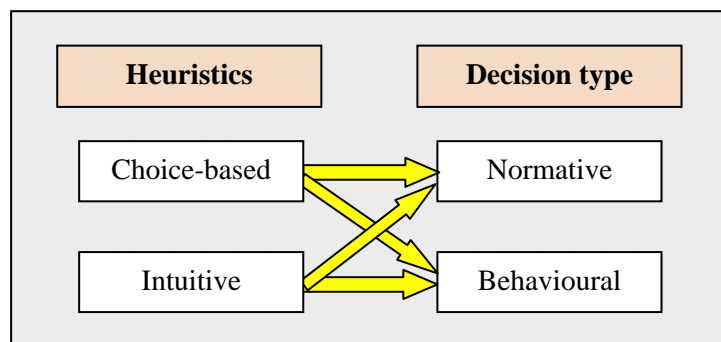 Heuristics
Decision type
Choice-based
Normative
Intuitive
Behavioural